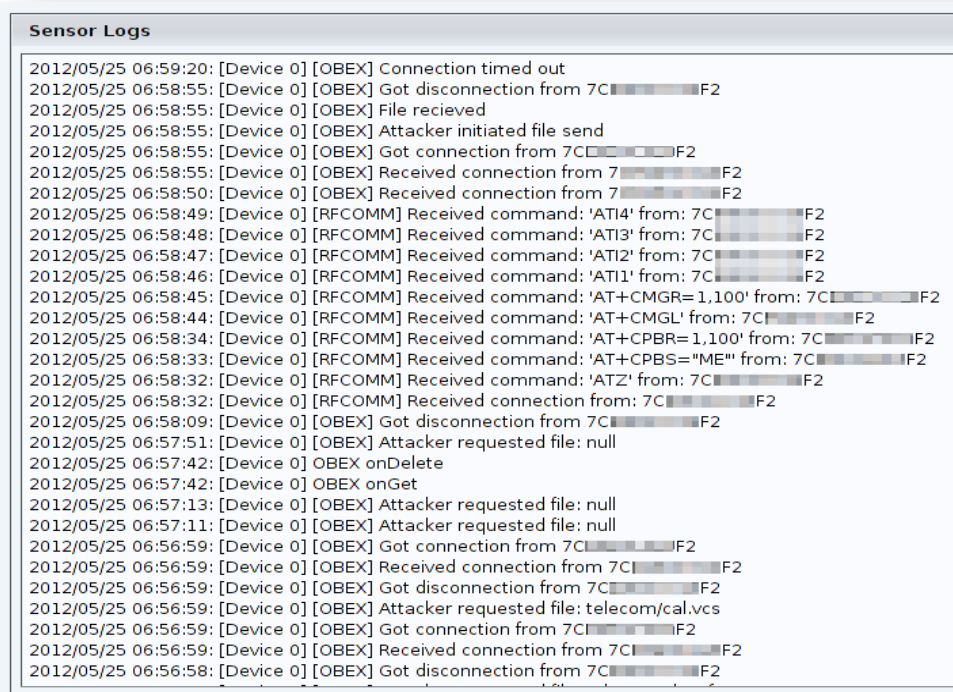 Sensor Logs
2012/05/25 06:59:20: [Device 0] [OBEX] Connection timed out
2012/05/25 06:58:55: [Device 0] [OBEX] Got disconnection from 7C F2
2012/05/25 06:58:55: [Device 0] [OBEX] File recieved
2012/05/25 06:58:55: [Device 0] [OBEX] Attacker initiated file send
2012/05/25 06:58:55: [Device 0] [OBEX] Got connection from 7C F2
2012/05/25 06:58:55: [Device 0] [OBEX] Received connection from 7 F2
2012/05/25 06:58:50: [Device 0] [OBEX] Received connection from 7 F2
2012/05/25 06:58:49: [Device 0] [RFCOMM] Received command: 'ATI4' from: 7C F2
2012/05/25 06:58:48: [Device 0] [RFCOMM] Received command: 'ATI3' from: 7C F2
2012/05/25 06:58:47: [Device 0] [RFCOMM] Received command: 'ATI2' from: 7C F2
2012/05/25 06:58:46: [Device 0] [RFCOMM] Received command: 'ATI1' from: 7C F2
2012/05/25 06:58:45: [Device 0] [RFCOMM] Received command: 'AT+CMGR=1,100' from: 7C F2
2012/05/25 06:58:44: [Device 0] [RFCOMM] Received command: 'AT+CMGL' from: 7C F2
2012/05/25 06:58:34: [Device 0] [RFCOMM] Received command: 'AT+CPBR=1,100' from: 7C F2
2012/05/25 06:58:33: [Device 0] [RFCOMM] Received command: 'AT+CPBS="ME"' from: 7C F2
2012/05/25 06:58:32: [Device 0] [RFCOMM] Received command: 'ATZ' from: 7C F2
2012/05/25 06:58:32: [Device 0] [RFCOMM] Received connection from: 7C F2
2012/05/25 06:58:09: [Device 0] [OBEX] Got disconnection from 7C F2
2012/05/25 06:57:51: [Device 0] [OBEX] Attacker requested file: null
2012/05/25 06:57:42: [Device 0] OBEX onDelete
2012/05/25 06:57:42: [Device 0] OBEX onGet
2012/05/25 06:57:13: [Device 0] [OBEX] Attacker requested file: null
2012/05/25 06:57:11: [Device 0] [OBEX] Attacker requested file: null
2012/05/25 06:56:59: [Device 0] [OBEX] Got connection from 7C F2
2012/05/25 06:56:59: [Device 0] [OBEX] Received connection from 7C F2
2012/05/25 06:56:59: [Device 0] [OBEX] Got disconnection from 7C F2
2012/05/25 06:56:59: [Device 0] [OBEX] Attacker requested file: telecom/cal.vcs
2012/05/25 06:56:59: [Device 0] [OBEX] Got connection from 7C F2
2012/05/25 06:56:59: [Device 0] [OBEX] Received connection from 7C F2
2012/05/25 06:56:58: [Device 0] [OBEX] Got disconnection from 7C F2